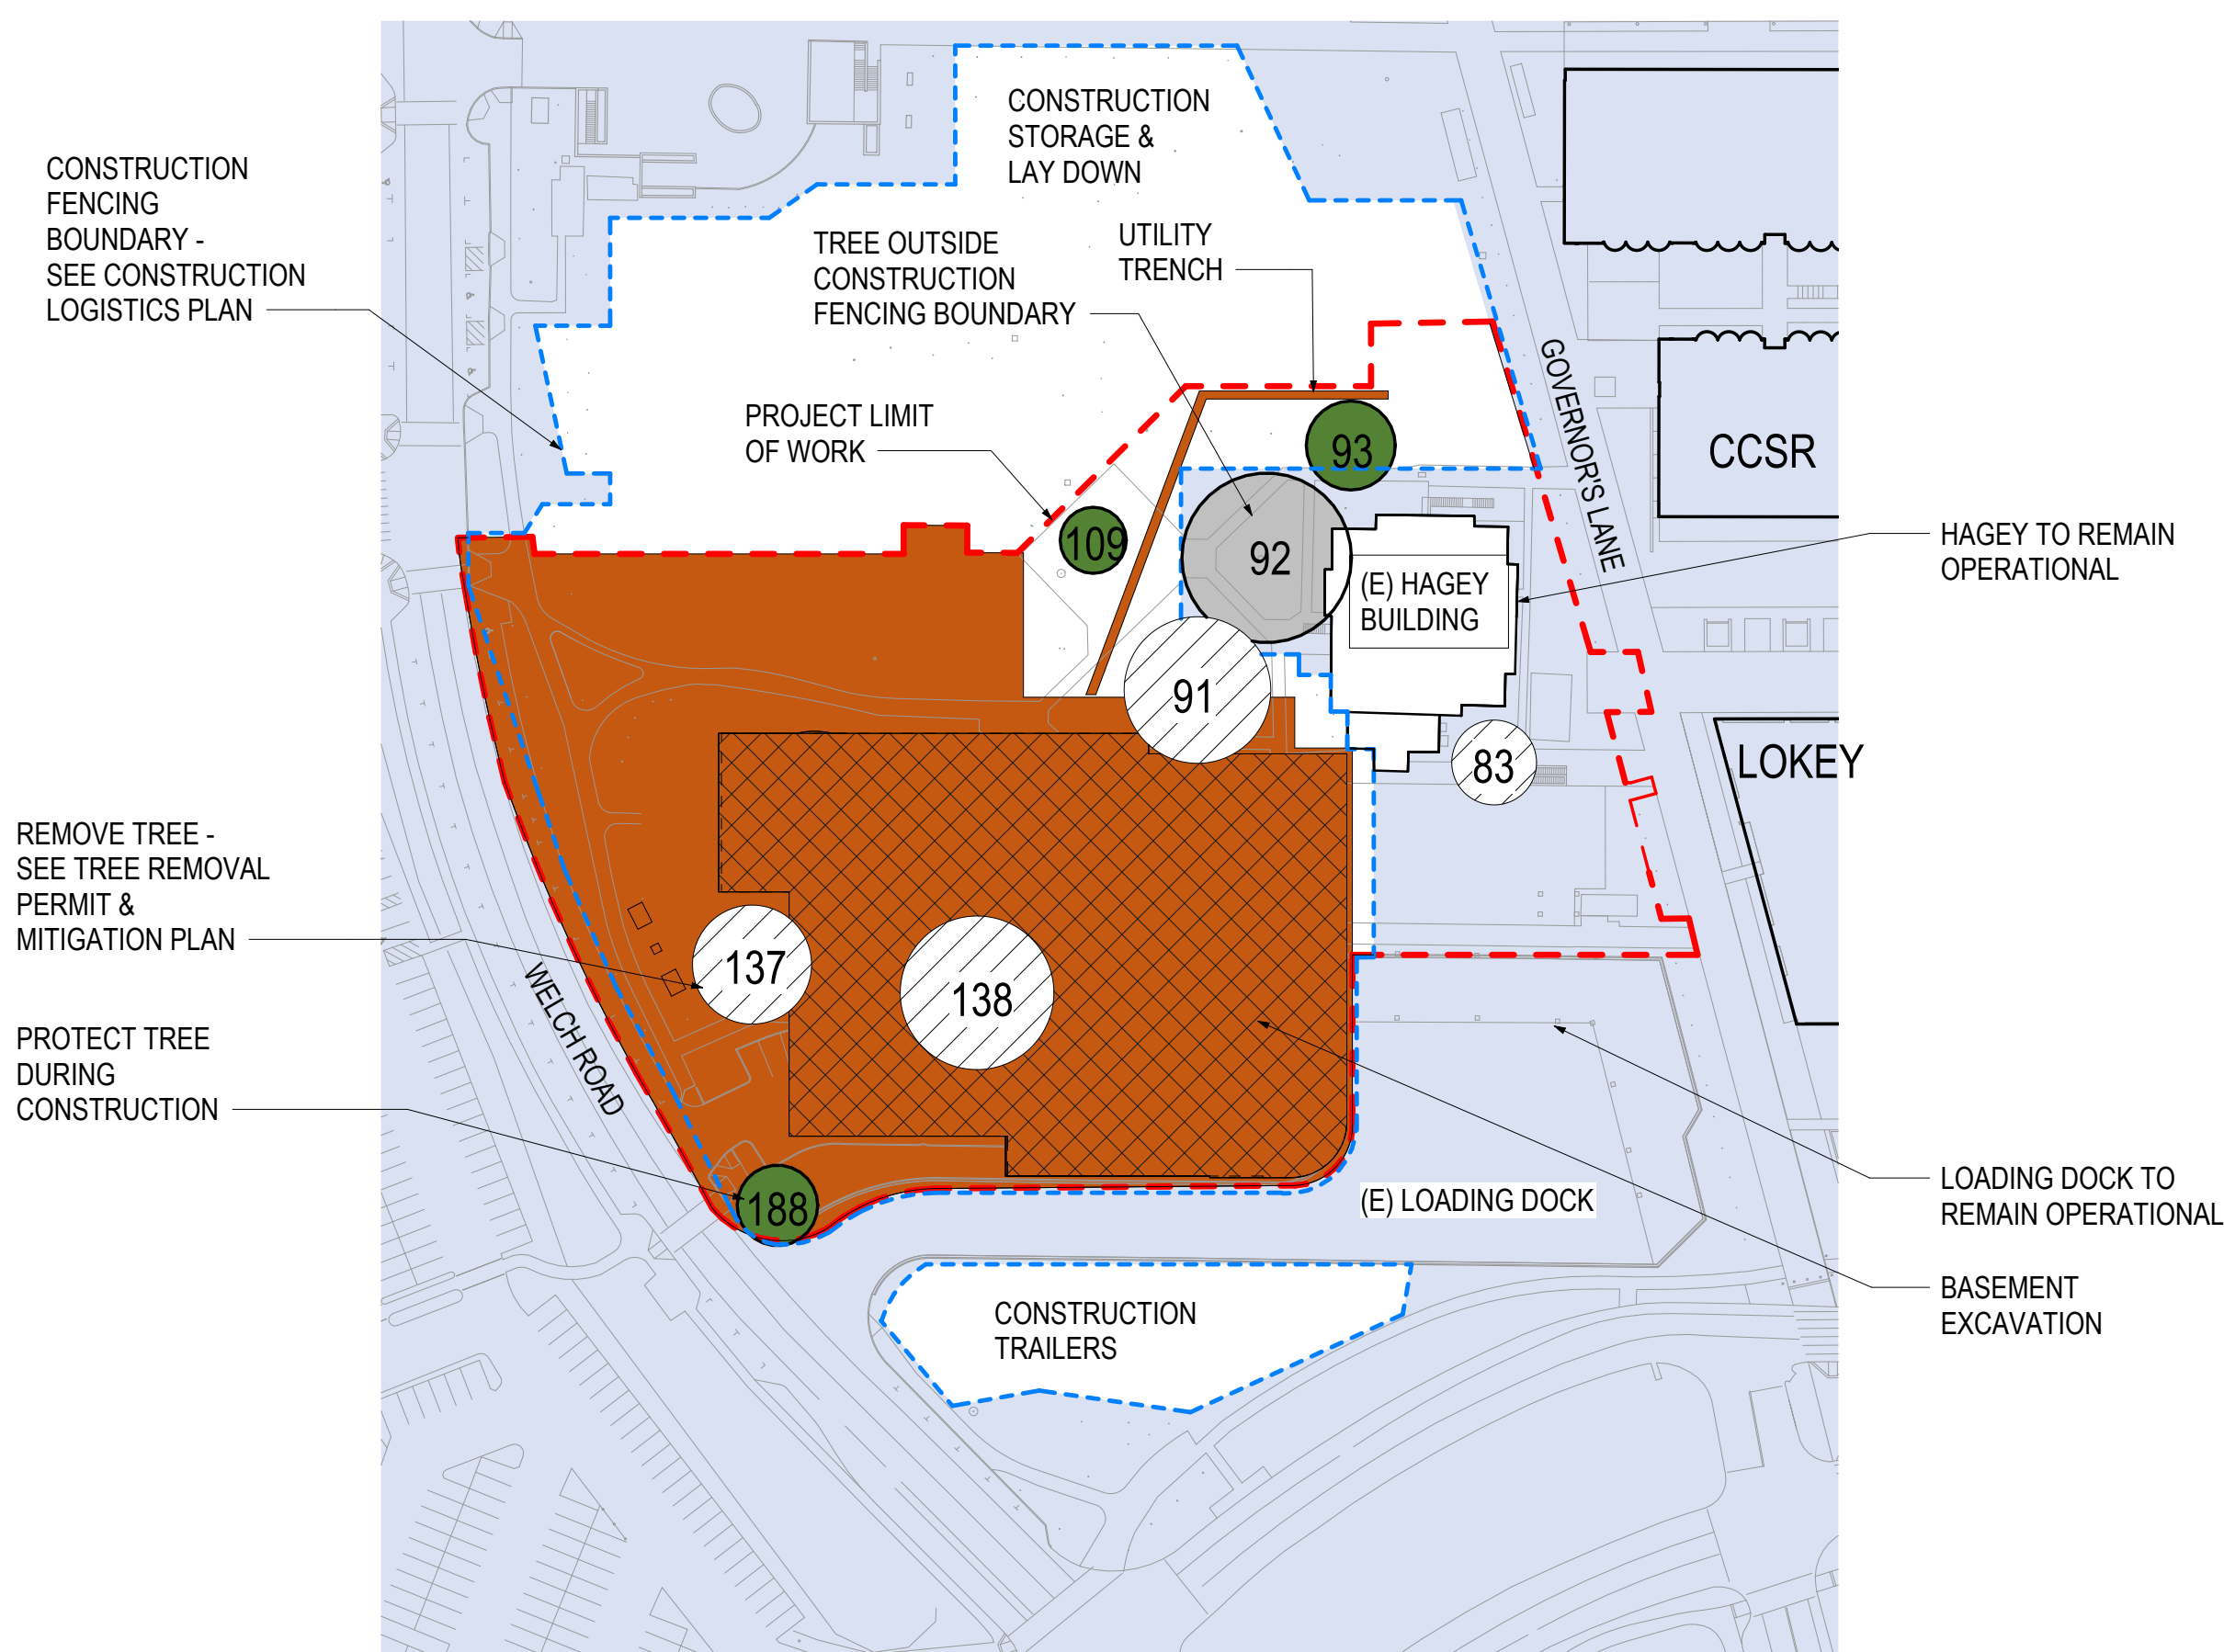 CONSTRUCTION
STORAGE &
LAY DOWN
CONSTRUCTION
FENCING
BOUNDARY -
SEE CONSTRUCTION
LOGISTICS PLAN
TREE OUTSIDE
CONSTRUCTION
FENCING BOUNDARY
UTILITY
TRENCH
PROJECT LIMIT
OF WORK
GOVERNOR'S LANE
CCSR
93
109
92
(E) HAGEY
BUILDING
HAGEY TO REMAIN
OPERATIONAL
91
83
LOKEY
REMOVE TREE -
SEE TREE REMOVAL
PERMIT &
MITIGATION PLAN
137
138
WELCH ROAD
PROTECT TREE
DURING
CONSTRUCTION
188
(E) LOADING DOCK
LOADING DOCK TO
REMAIN OPERATIONAL
BASEMENT
EXCAVATION
CONSTRUCTION
TRAILERS